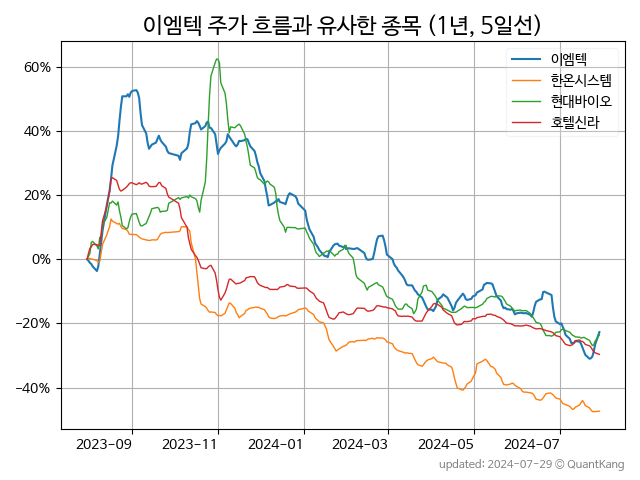 이엠텍 주가 흐름과 유사한 종목 (1년, 5일선)
이엠텍
한온시스템
현대바이오
호텔신라
60%
40%
20%
0%
−20%
−40%
2023-09 2023-11 2024-01 2024-03 2024-05 2024-07
updated: 2024-07-29 © QuantKang